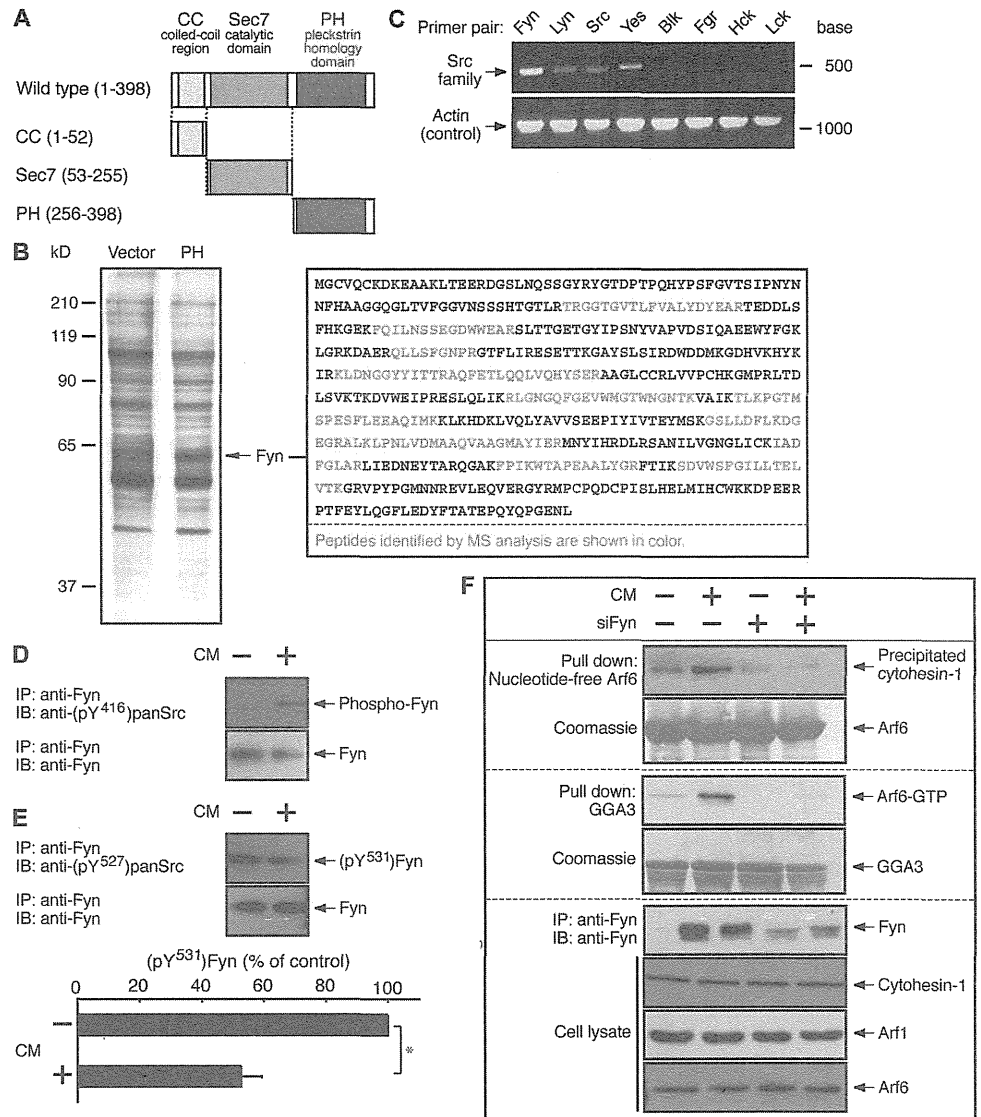 A
CC
coiled-coil
region
Sec7
catalytic
domain
PH
pleckstrin
homology
domain
Wild type (1-398)
CC (1-52)
Sec7 (53-255)
PH (256-398)
C
Primer pair:
Fyn
Lyn
Src
Yes
Blk
Fgr
Hck
Lck
base
Src
family
500
Actin
(control)
1000
B
kD
Vector
PH
210
119
90
65
37
Fyn
MGCVQCKDKEAAKLTEERDGSLNQSSGYRYGTDPTPQHYPSFGVTSIPNYN
NFHAAGGQGLTVFGGVNSSSHTGTLRTRGGTGVTLFVALYDYEARTEDDLS
FHKGEKFQILNSSEGDWWEARSLTTGETGYIPSNYVAPVDSIQAEEWYFGK
LGRKDAERQLLSFGNPRGTFLIRESETTKGAYSLSIRDWDDMKGDHVKHYK
IRKLDNGGYYITTRAQFETLQQLVQHYSERAAGLCCRLVVPCHKGMPRLTD
LSVKTKDVWEIPRESLQLIKRLGNGQFGEVWMGTWNGNTKVAIKTLKPGTM
SPESFLEEAQIMKKLKHDKLVQLYAVVSEEPIYIVTEYMSKGSLLDFLKDG
EGRALKLPNLVDMAAQVAAGMAYIERMNYIHRDLRSANILVGNGLICKIAD
FGLARLIEDNEYTARQGAKFPIKWTAPEAALYGRFTIKSDVWSFGILLTEL
VTKGRVPYPGMNNREVLEQVERGYRMPCPQDCPISLHELMIHCWKKDPEER
PTFEYLQGFLEDYFTATEPQYQPGENL
Peptides identified by MS analysis are shown in color.
D
CM − +
IP: anti-Fyn
IB: anti-(pY416)panSrc
Phospho-Fyn
IP: anti-Fyn
IB: anti-Fyn
Fyn
E
CM − +
IP: anti-Fyn
IB: anti-(pY527)panSrc
(pY531)Fyn
IP: anti-Fyn
IB: anti-Fyn
Fyn
(pY531)Fyn (% of control)
0 20 40 60 80 100
−
CM
+
*
F
CM − + − +
siFyn − − + +
Pull down:
Nucleotide-free Arf6
Precipitated
cytohesin-1
Coomassie
Arf6
Pull down:
GGA3
Arf6-GTP
Coomassie
GGA3
IP: anti-Fyn
IB: anti-Fyn
Fyn
Cell lysate
Cytohesin-1
Arf1
Arf6